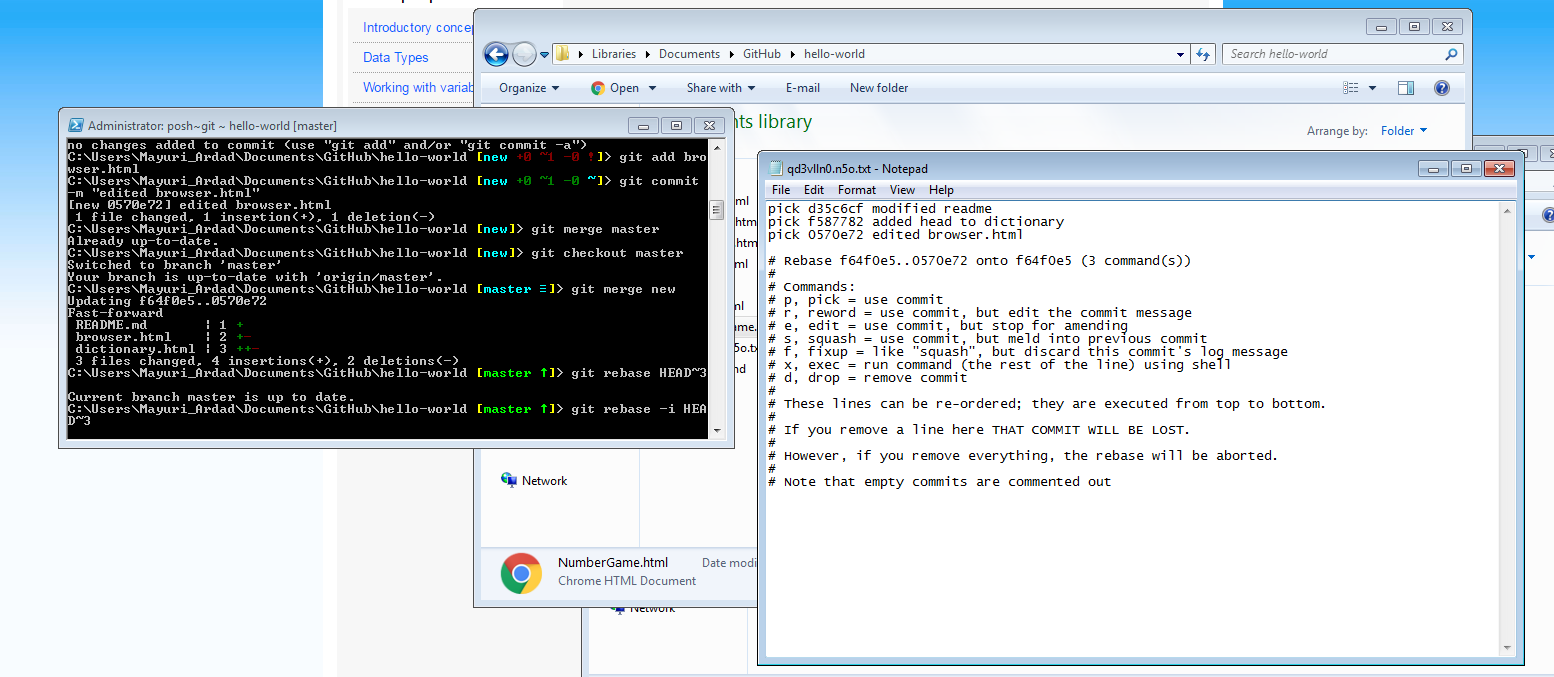 Introductory concep
Data Types
Working with variab
Libraries
Documents
GitHub
hello-world
Search hello-world
Organize
Open
Share with
E-mail
New folder
nts library
Arrange by:
Folder
Administrator: posh~git ~ hello-world [master]
no changes added to commit (use "git add" and/or "git commit -a")
C:\Users\Mayuri_Ardad\Documents\GitHub\hello-world [new +0 ~1 -0 !]> git add bro
wser.html
C:\Users\Mayuri_Ardad\Documents\GitHub\hello-world [new +0 ~1 -0 ~]> git commit
-m "edited browser.html"
[new 0570e72] edited browser.html
1 file changed, 1 insertion(+), 1 deletion(-)
C:\Users\Mayuri_Ardad\Documents\GitHub\hello-world [new]> git merge master
Already up-to-date.
C:\Users\Mayuri_Ardad\Documents\GitHub\hello-world [new]> git checkout master
Switched to branch 'master'
Your branch is up-to-date with 'origin/master'.
C:\Users\Mayuri_Ardad\Documents\GitHub\hello-world [master ≡]> git merge new
Updating f64f0e5..0570e72
Fast-forward
README.md | 1 +
browser.html | 2 +-
dictionary.html | 3 ++-
3 files changed, 4 insertions(+), 2 deletions(-)
C:\Users\Mayuri_Ardad\Documents\GitHub\hello-world [master ↑]> git rebase HEAD~3
Current branch master is up to date.
C:\Users\Mayuri_Ardad\Documents\GitHub\hello-world [master ↑]> git rebase -i HEA
D~3
ml
htm
.htm
ml
ml
me.
5o.tx
nd
qd3vlln0.n5o.txt - Notepad
File Edit Format View Help
pick d35c6cf modified readme
pick f587782 added head to dictionary
pick 0570e72 edited browser.html
# Rebase f64f0e5..0570e72 onto f64f0e5 (3 command(s))
#
# Commands:
# p, pick = use commit
# r, reword = use commit, but edit the commit message
# e, edit = use commit, but stop for amending
# s, squash = use commit, but meld into previous commit
# f, fixup = like "squash", but discard this commit's log message
# x, exec = run command (the rest of the line) using shell
# d, drop = remove commit
#
# These lines can be re-ordered; they are executed from top to bottom.
#
# If you remove a line here THAT COMMIT WILL BE LOST.
#
# However, if you remove everything, the rebase will be aborted.
#
# Note that empty commits are commented out
Network
NumberGame.html
Date modi
Chrome HTML Document
Network